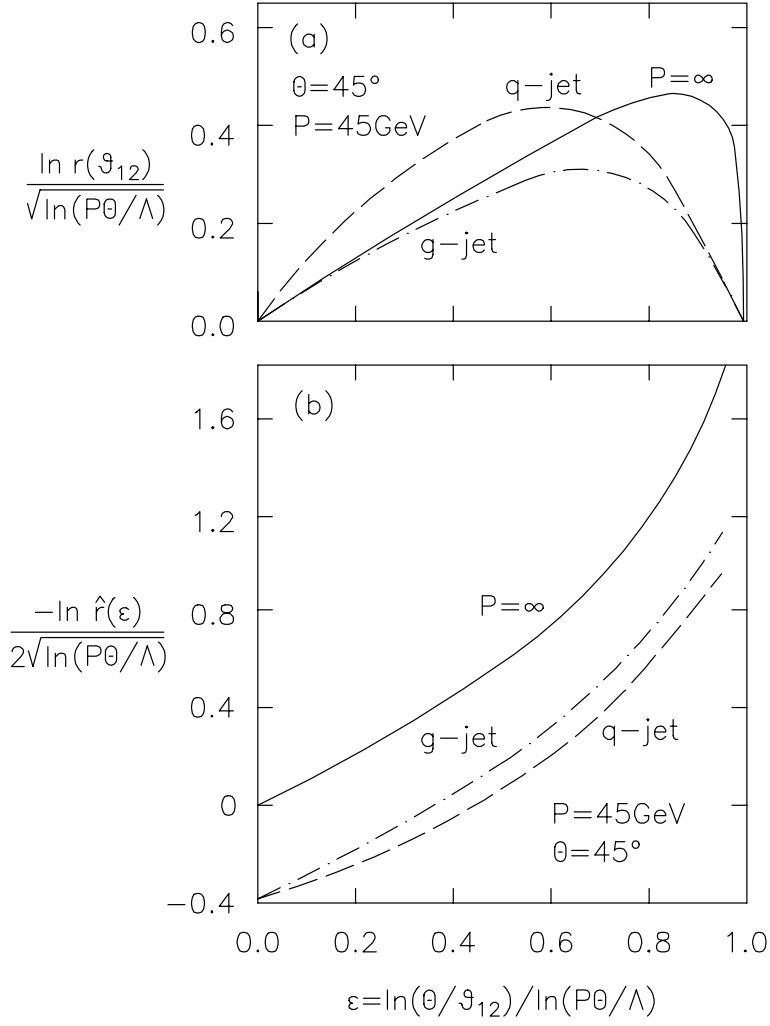 0.6
(a)
Θ=45°
P=45GeV
q–jet
P=∞
g–jet
ln r(ϑ₁₂)
√ln(PΘ/Λ)
0.4
0.2
0.0
(b)
1.6
1.2
0.8
0.4
0
−0.4
P=∞
g–jet
q–jet
P=45GeV
Θ=45°
−ln r̂(ε)
2√ln(PΘ/Λ)
0.0 0.2 0.4 0.6 0.8 1.0
ε=ln(Θ/ϑ₁₂)/ln(PΘ/Λ)